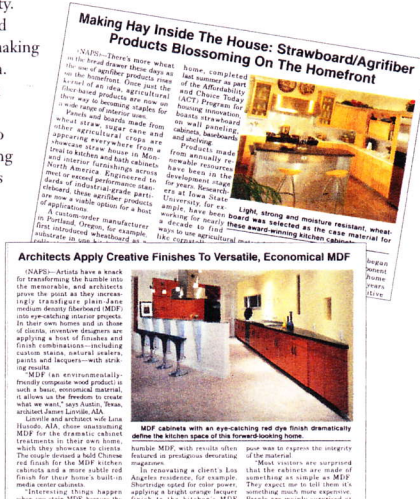 ty.
d
making
n.
o
ng
s
Making Hay Inside The House: Strawboard/Agrifiber
Products Blossoming On The Homefront
(NAPS)—There's more wheat
in the bread drawer these days as
the use of agrifiber products rises
on the homefront. Once just the
kernel of an idea, agricultural
fiber-based products are now on
their way to becoming staples for
a wide range of interior uses.
Panels and boards made from
wheat straw, sugar cane and
other agricultural crops are
appearing everywhere from a
showcase straw house in Mon-
treal to kitchen and bath cabinets
and interior furnishings across
North America. Engineered to
meet or exceed performance stan-
dards of industrial-grade parti-
cleboard, these agrifiber products
are now a viable option for a host
of applications.
A custom-order manufacturer
in Portland, Oregon, for example,
first introduced wheatboard as a
substrate in one
home, completed
last summer as part
of the Affordability
and Choice Today
(ACT) Program for
housing innovation,
boasts strawboard
on wall paneling,
cabinets, baseboards
and shelving.
Products made
from annually re-
newable resources
have been in the
development stage
for years. Research-
ers at Iowa State
University, for ex-
ample, have been
working for nearly
a decade to find
ways to use agricultural
like cornstalk
Light, strong and moisture resistant, wheat-
board was selected as the case material for
these award-winning kitchen cabinets.
began
ponent
home
years
Architects Apply Creative Finishes To Versatile, Economical MDF
(NAPS)—Artists have a knack
for transforming the humble into
the memorable, and architects
prove the point as they increas-
ingly transfigure plain-Jane
medium density fiberboard (MDF)
into eye-catching interior projects.
In their own homes and in those
of clients, inventive designers are
applying a host of finishes and
finish combinations—including
custom stains, natural sealers,
paints and lacquers—with strik-
ing results.
"MDF (an environmentally-
friendly composite wood product) is
such a basic, economical material,
it allows us the freedom to create
what we want," says Austin, Texas,
architect James Linville, AIA.
Linville and architect wife Lina
Husodo, AIA, chose unassuming
MDF for the dramatic cabinet
treatments in their own home,
which they showcase to clients.
The couple devised a bold Chinese
red finish for the MDF kitchen
cabinets and a more subtle red
finish for their home's built-in
media center cabinets.
"Interesting things happen
MDF cabinets with an eye-catching red dye finish dramatically
define the kitchen space of this forward-looking home.
humble MDF, with results often
featured in prestigious decorating
magazines.
In renovating a client's Los
Angeles residence, for example,
Shortridge opted for color power,
applying a bright orange lacquer
pose was to express the integrity
of the material.
"Most visitors are surprised
that the cabinets are made of
something as simple as MDF.
They expect me to tell them it's
something much more expensive.